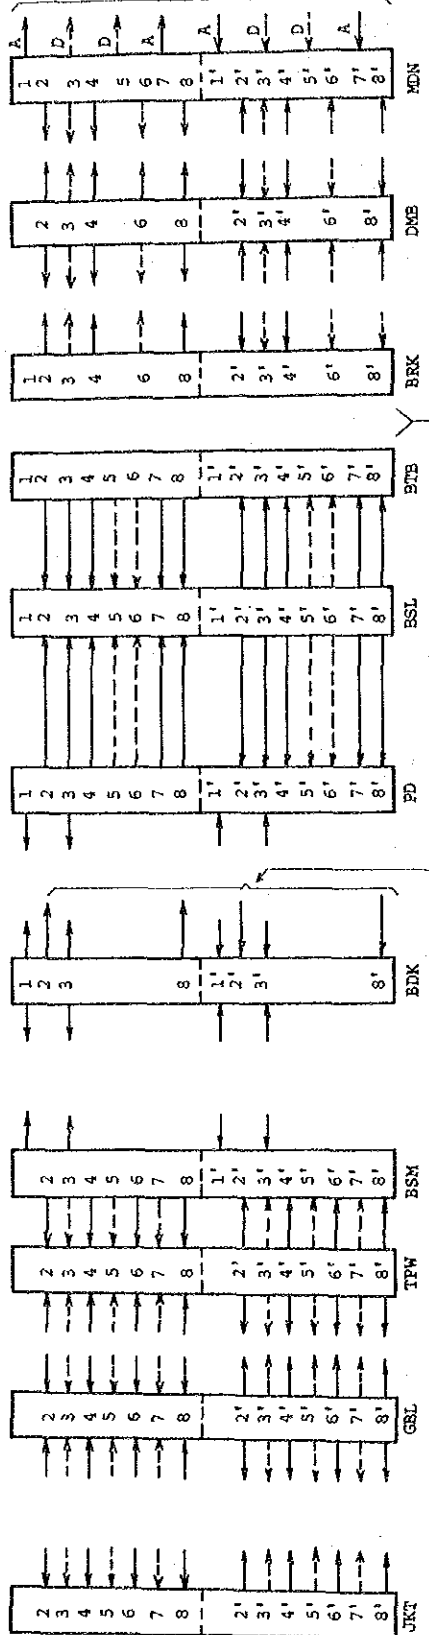 2 3 4 5 6 7 8 2' 3' 4' 5' 6' 7' 8'
JKT
2 3 4 5 6 7 8 2' 3' 4' 5' 6' 7' 8'
GBL
2 3 4 5 6 7 8 2' 3' 4' 5' 6' 7' 8'
TPW
2 3 4 5 6 7 8 1' 2' 3' 4' 5' 6' 7' 8'
BSM
1 2 3 8 1' 2' 3' 8'
BDK
1 2 3 4 5 6 7 8 1' 2' 3' 4' 5' 6' 7' 8'
PD
1 2 3 4 5 6 7 8 1' 2' 3' 4' 5' 6' 7' 8'
BSL
1 2 3 4 5 6 7 8 1' 2' 3' 4' 5' 6' 7' 8'
BTB
1 2 3 4 6 8 2' 3' 4' 6' 8'
BRK
2 3 4 6 8 2' 3' 4' 6' 8'
DMB
1 2 3 4 5 6 7 8 1' 2' 3' 4' 5' 6' 7' 8'
MDN
A D D A A D D A